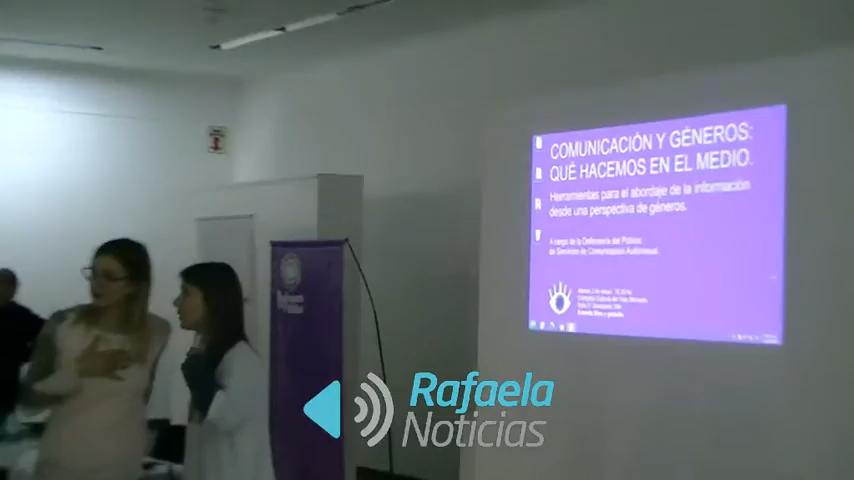 COMUNICACIÓN Y GÉNEROS:
QUÉ HACEMOS EN EL MEDIO.
Herramientas para el abordaje de la información
desde una perspectiva de géneros.
A cargo de la Defensoría del Público
de Servicios de Comunicación Audiovisual.
Rafaela
Noticias